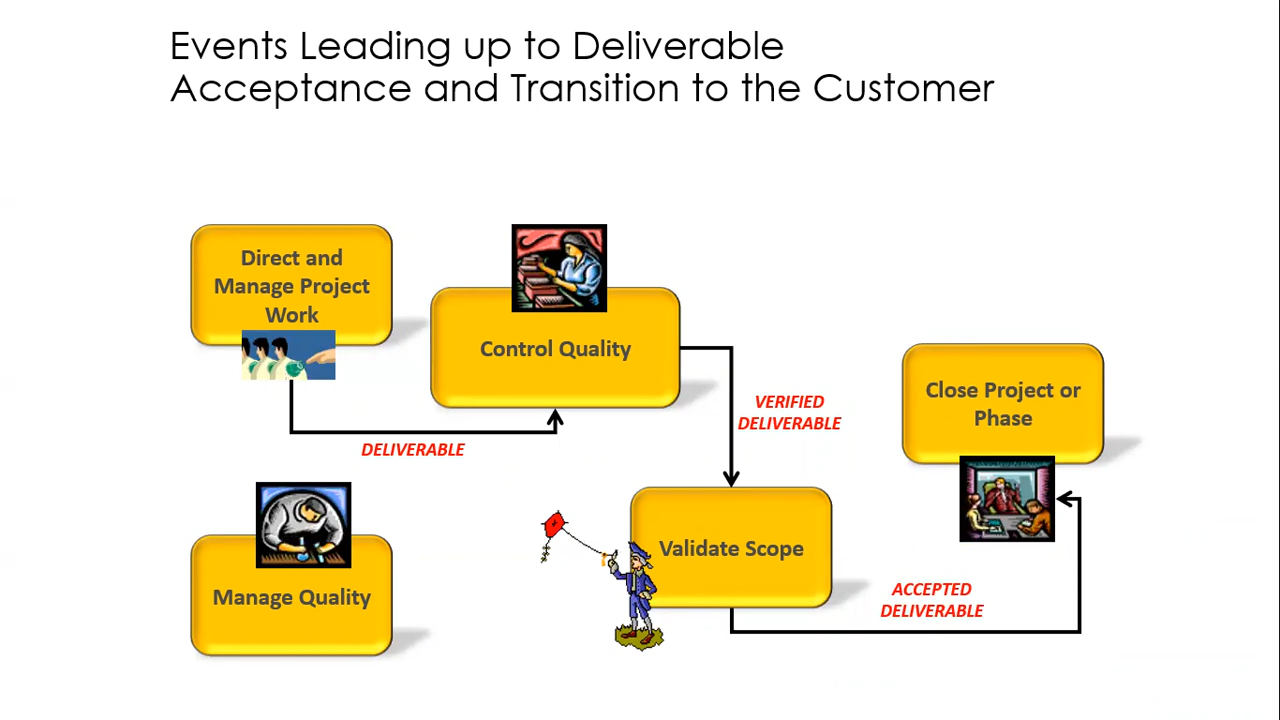 Events Leading up to Deliverable
Acceptance and Transition to the Customer
Direct and
Manage Project
Work
Control Quality
DELIVERABLE
VERIFIED
DELIVERABLE
Close Project or
Phase
Manage Quality
Validate Scope
ACCEPTED
DELIVERABLE